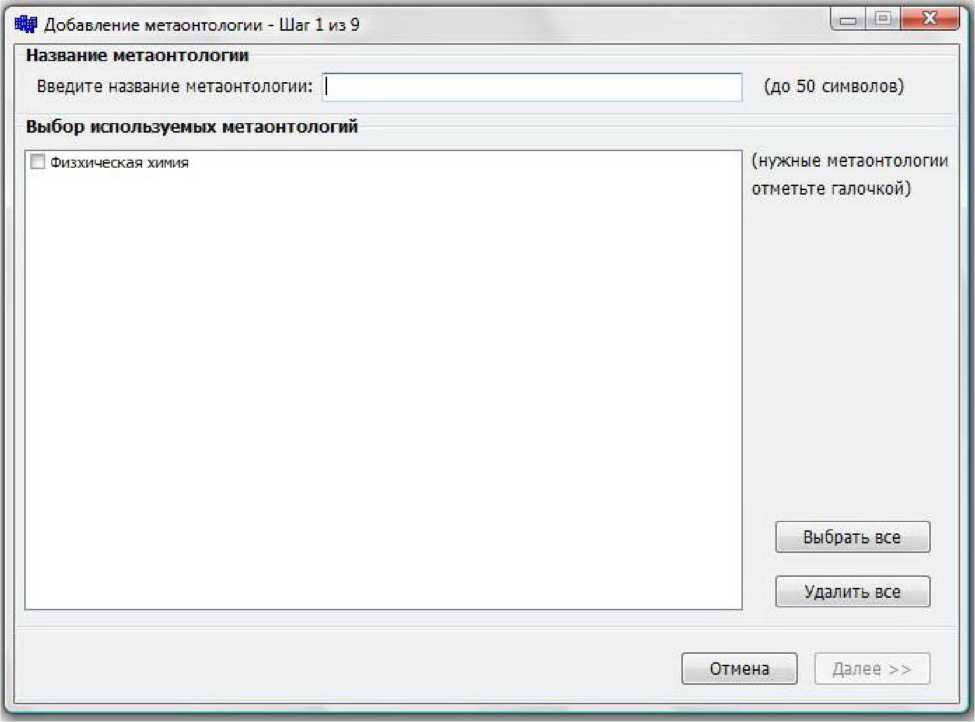 Добавление метаонтологии - Шаг 1 из 9
Название метаонтологии
Введите название метаонтологии:
(до 50 символов)
Выбор используемых метаонтологий
Физхическая химия
(нужные метаонтологии
отметьте галочкой)
Выбрать все
Удалить все
Отмена
Далее >>